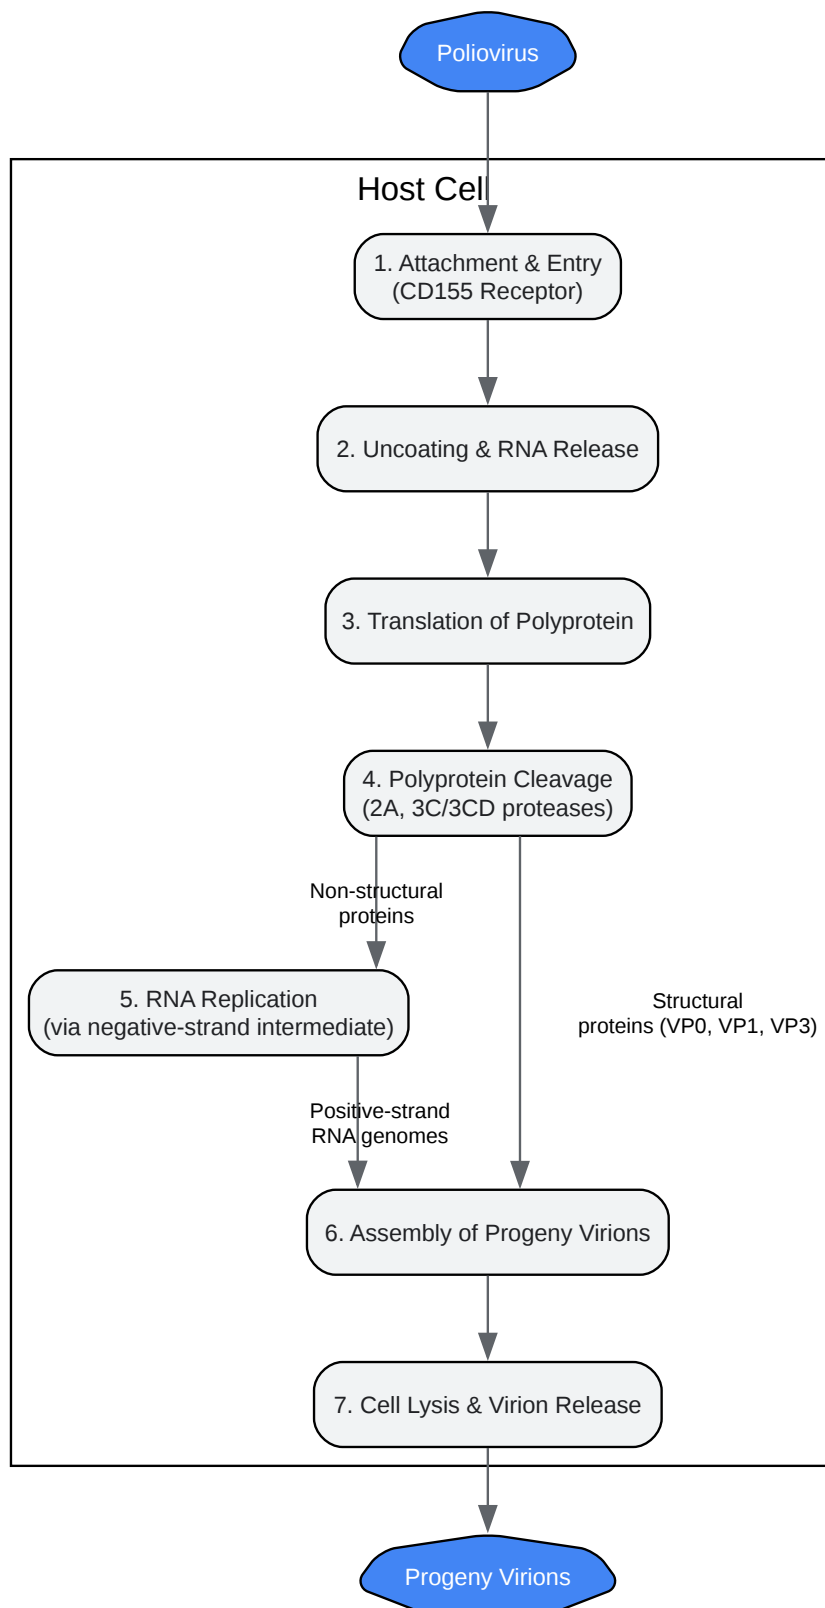 Poliovirus
Host Cell
1. Attachment & Entry
(CD155 Receptor)
2. Uncoating & RNA Release
3. Translation of Polyprotein
4. Polyprotein Cleavage
(2A, 3C/3CD proteases)
Non-structural
proteins
5. RNA Replication
(via negative-strand intermediate)
Structural
proteins (VP0, VP1, VP3)
Positive-strand
RNA genomes
6. Assembly of Progeny Virions
7. Cell Lysis & Virion Release
Progeny Virions